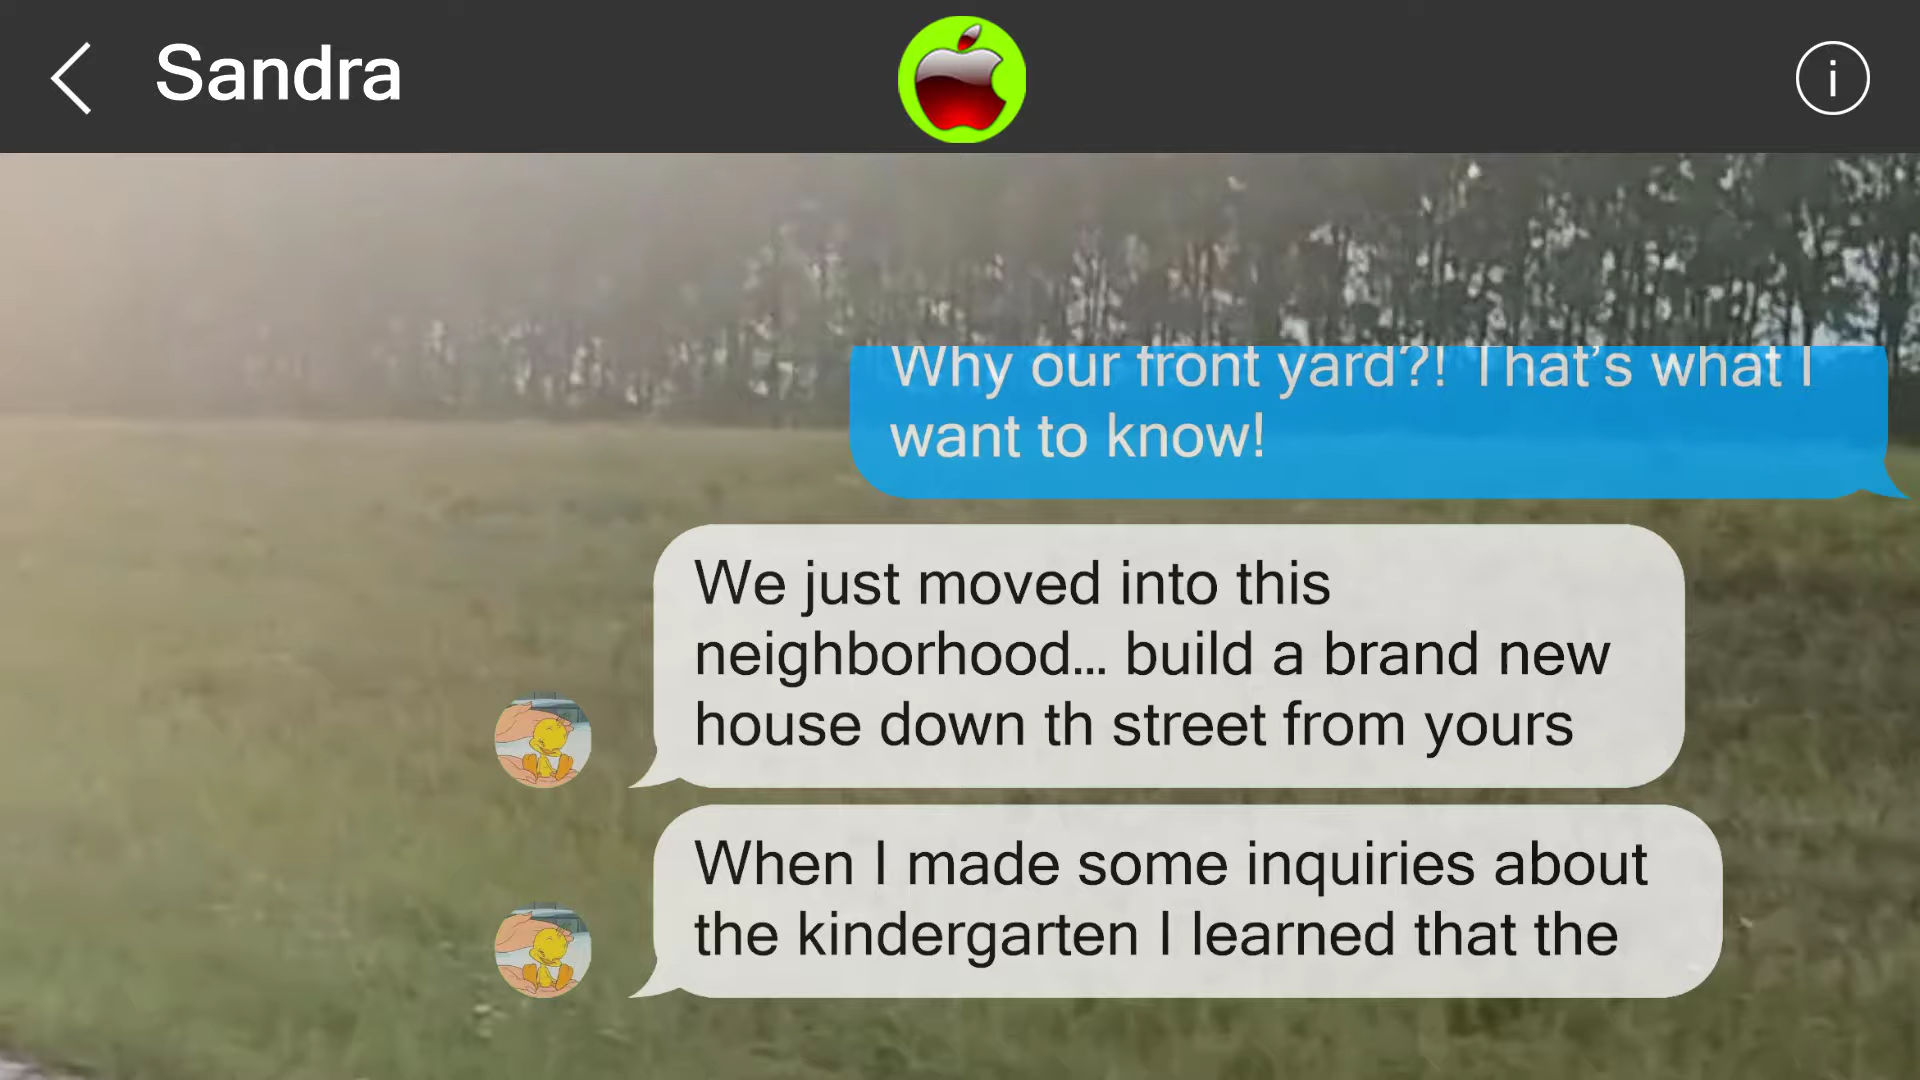 Sandra
Why our front yard?! That's what I
want to know!
We just moved into this
neighborhood... build a brand new
house down th street from yours
When I made some inquiries about
the kindergarten I learned that the